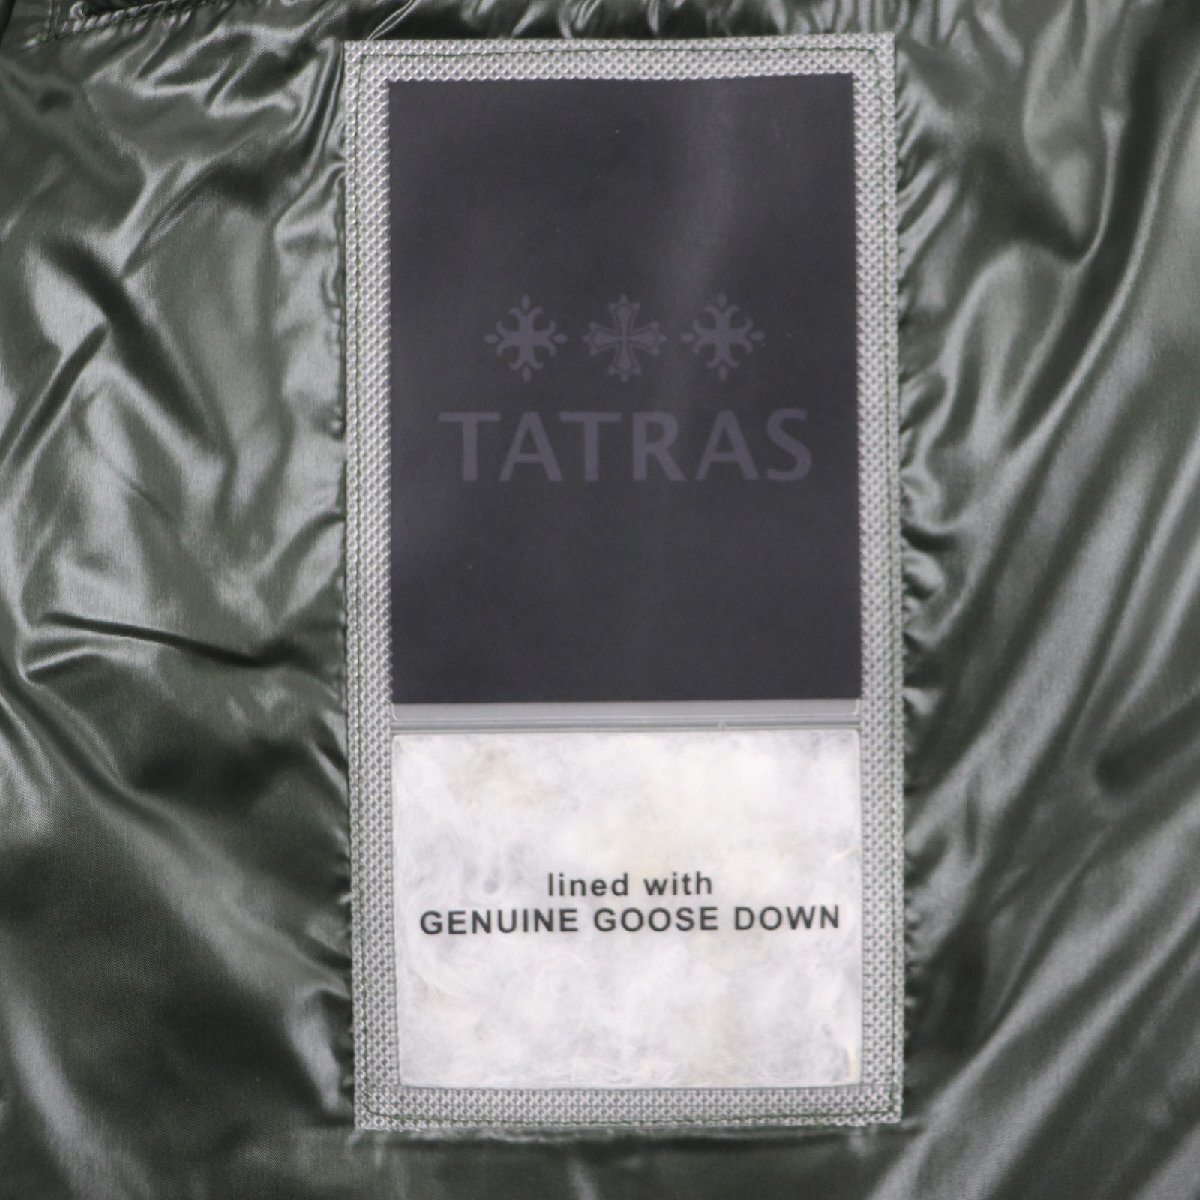 TATRAS
lined with
GENUINE GOOSE DOWN